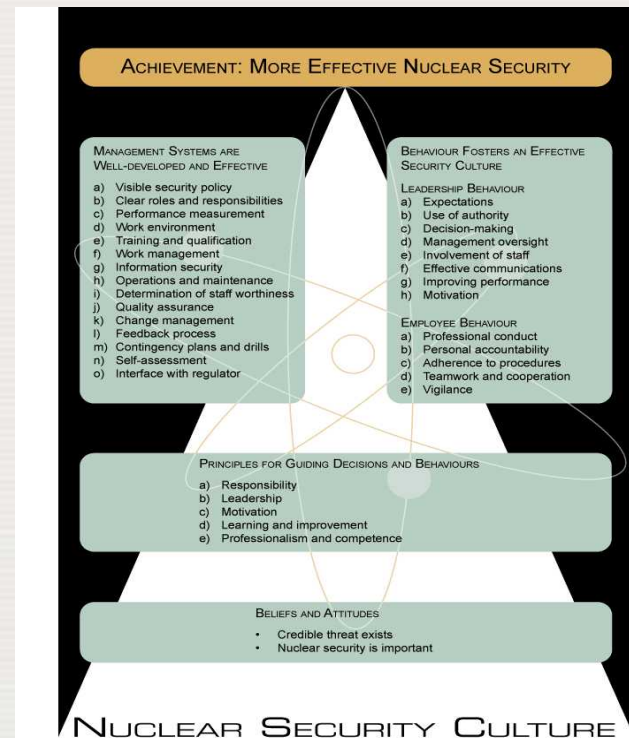 ACHIEVEMENT: MORE EFFECTIVE NUCLEAR SECURITY
MANAGEMENT SYSTEMS ARE
WELL-DEVELOPED AND EFFECTIVE
a) Visible security policy
b) Clear roles and responsibilities
c) Performance measurement
d) Work environment
e) Training and qualification
f) Work management
g) Information security
h) Operations and maintenance
i) Determination of staff worthiness
j) Quality assurance
k) Change management
l) Feedback process
m) Contingency plans and drills
n) Self-assessment
o) Interface with regulator
BEHAVIOUR FOSTERS AN EFFECTIVE
SECURITY CULTURE
LEADERSHIP BEHAVIOUR
a) Expectations
b) Use of authority
c) Decision-making
d) Management oversight
e) Involvement of staff
f) Effective communications
g) Improving performance
h) Motivation
EMPLOYEE BEHAVIOUR
a) Professional conduct
b) Personal accountability
c) Adherence to procedures
d) Teamwork and cooperation
e) Vigilance
PRINCIPLES FOR GUIDING DECISIONS AND BEHAVIOURS
a) Responsibility
b) Leadership
c) Motivation
d) Learning and improvement
e) Professionalism and competence
BELIEFS AND ATTITUDES
• Credible threat exists
• Nuclear security is important
NUCLEAR SECURITY CULTURE